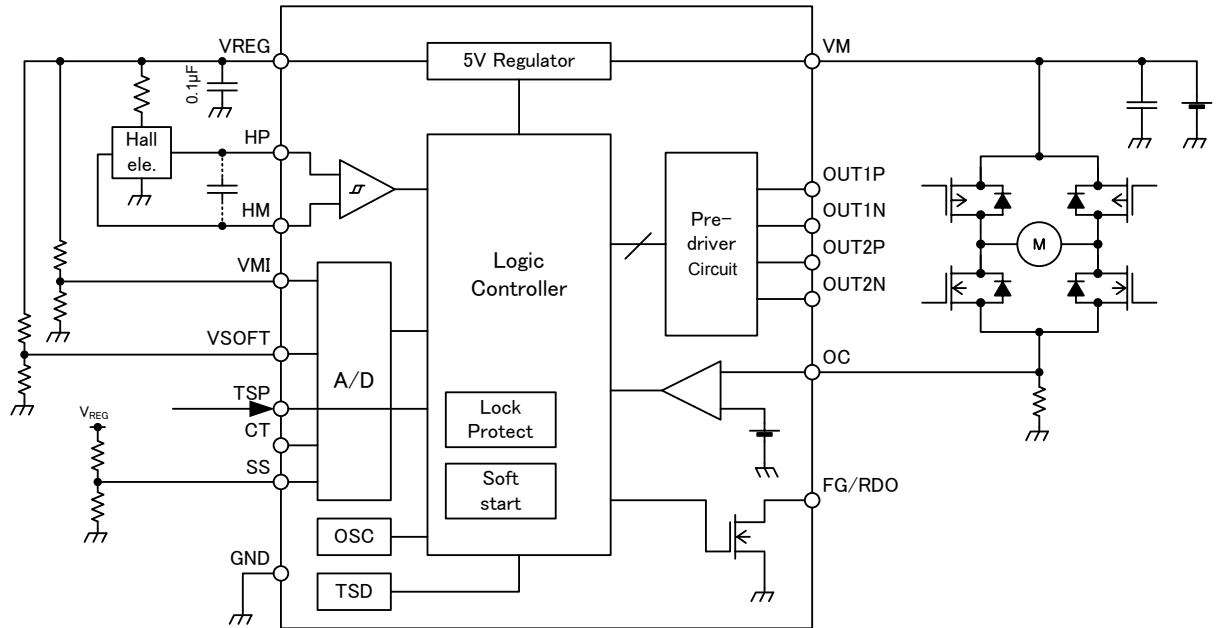 VREG
5V Regulator
VM
0.1μF
Hall
ele.
HP
HM
VMI
VSOFT
TSP
CT
SS
VREG
GND
A/D
OSC
TSD
Logic
Controller
Lock
Protect
Soft
start
Pre-
driver
Circuit
OUT1P
OUT1N
OUT2P
OUT2N
M
OC
FG/RDO